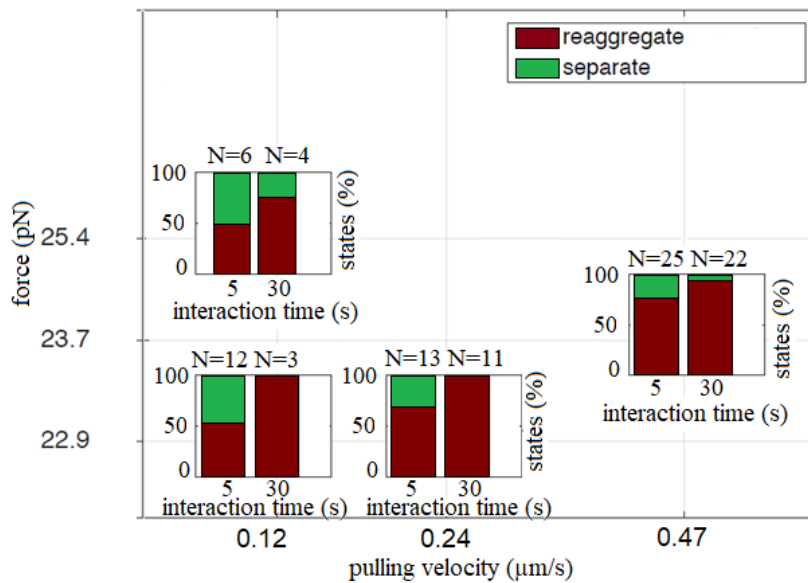 reaggregate
separate
N=6 N=4
100
50
0
states (%)
5 30
interaction time (s)
force (pN)
25.4
23.7
22.9
N=25 N=22
100
50
0
states (%)
5 30
interaction time (s)
N=12 N=3
100
50
0
5 30
interaction time (s)
N=13 N=11
100
50
0
states (%)
5 30
interaction time (s)
0.12 0.24 0.47
pulling velocity (μm/s)